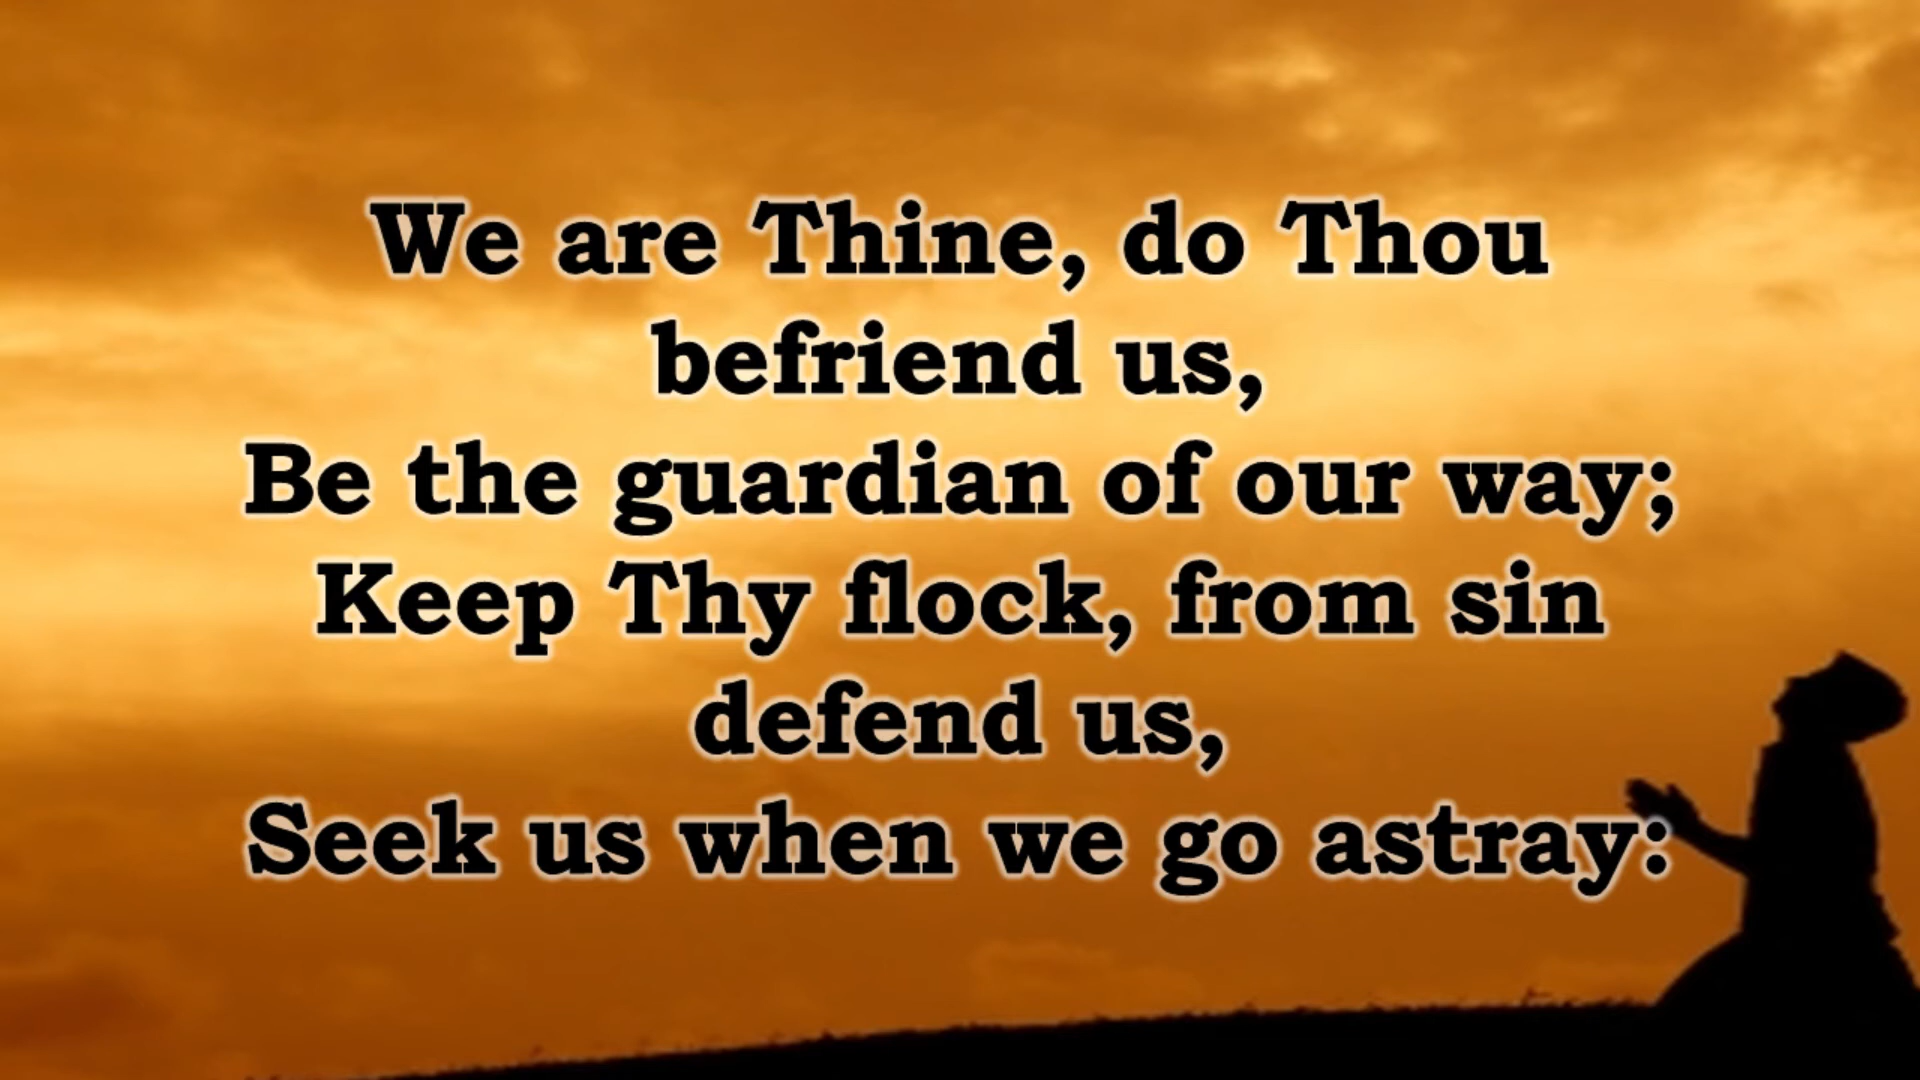 We are Thine, do Thou
befriend us,
Be the guardian of our way;
Keep Thy flock, from sin
defend us,
Seek us when we go astray: